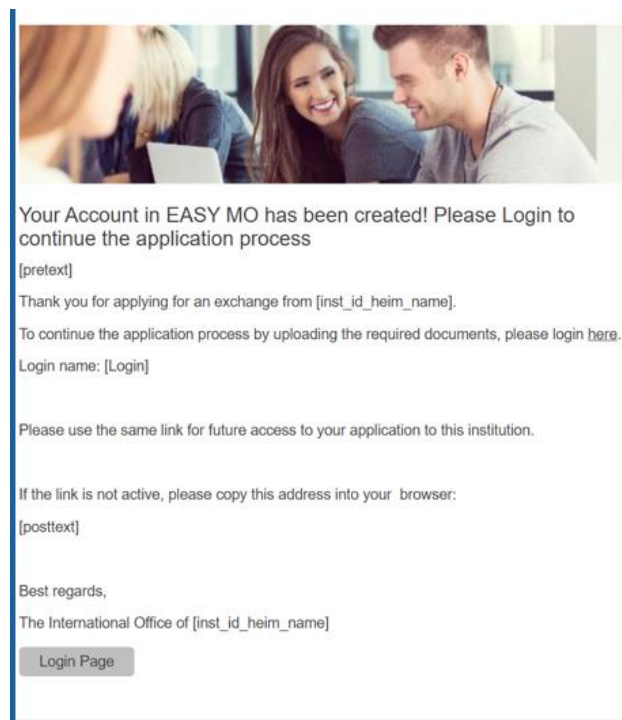 Your Account in EASY MO has been created! Please Login to
continue the application process
[pretext]
Thank you for applying for an exchange from [inst_id_heim_name].
To continue the application process by uploading the required documents, please login here.
Login name: [Login]
Please use the same link for future access to your application to this institution.
If the link is not active, please copy this address into your  browser:
[posttext]
Best regards,
The International Office of [inst_id_heim_name]
Login Page